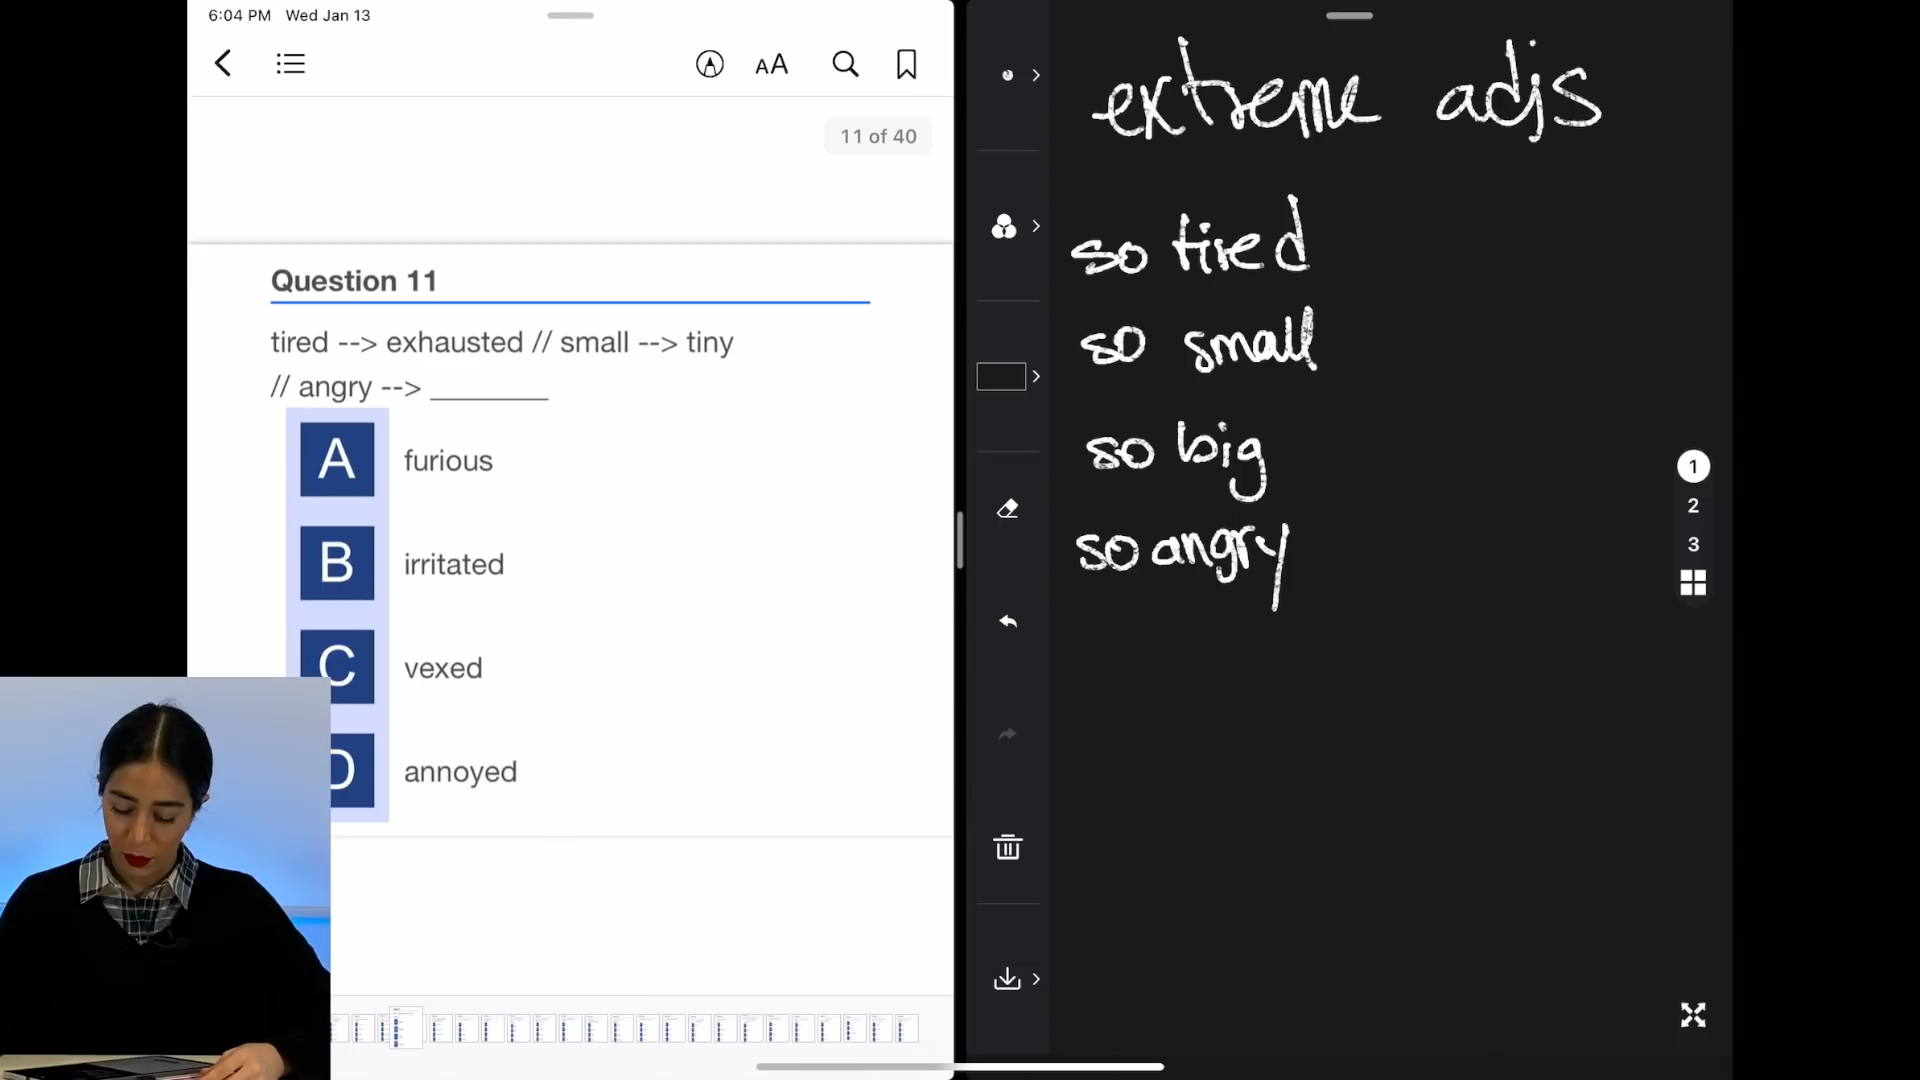 6:04 PM Wed Jan 13
AA
11 of 40
Question 11
tired --> exhausted // small --> tiny
// angry --> ________
A furious
B irritated
C vexed
D annoyed
extreme adjs
so tired
so small
so big
so angry
1
2
3